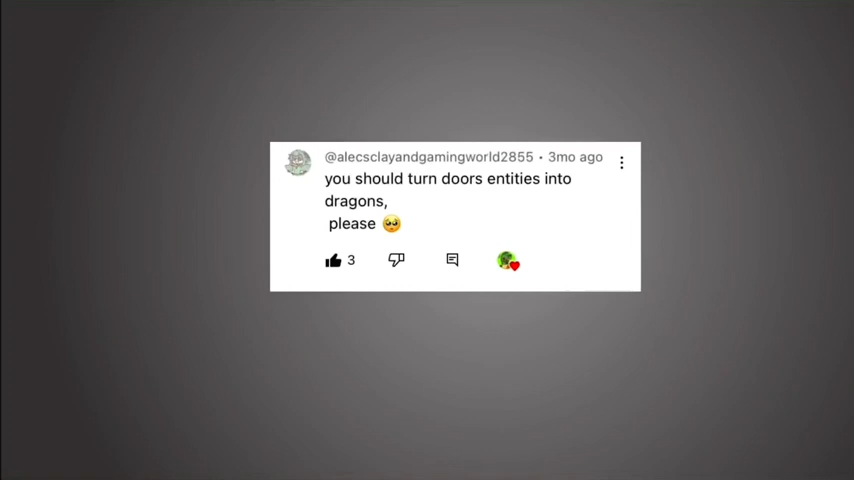 @alecsclayandgamingworld2855 • 3mo ago
you should turn doors entities into
dragons,
please 🥺
3